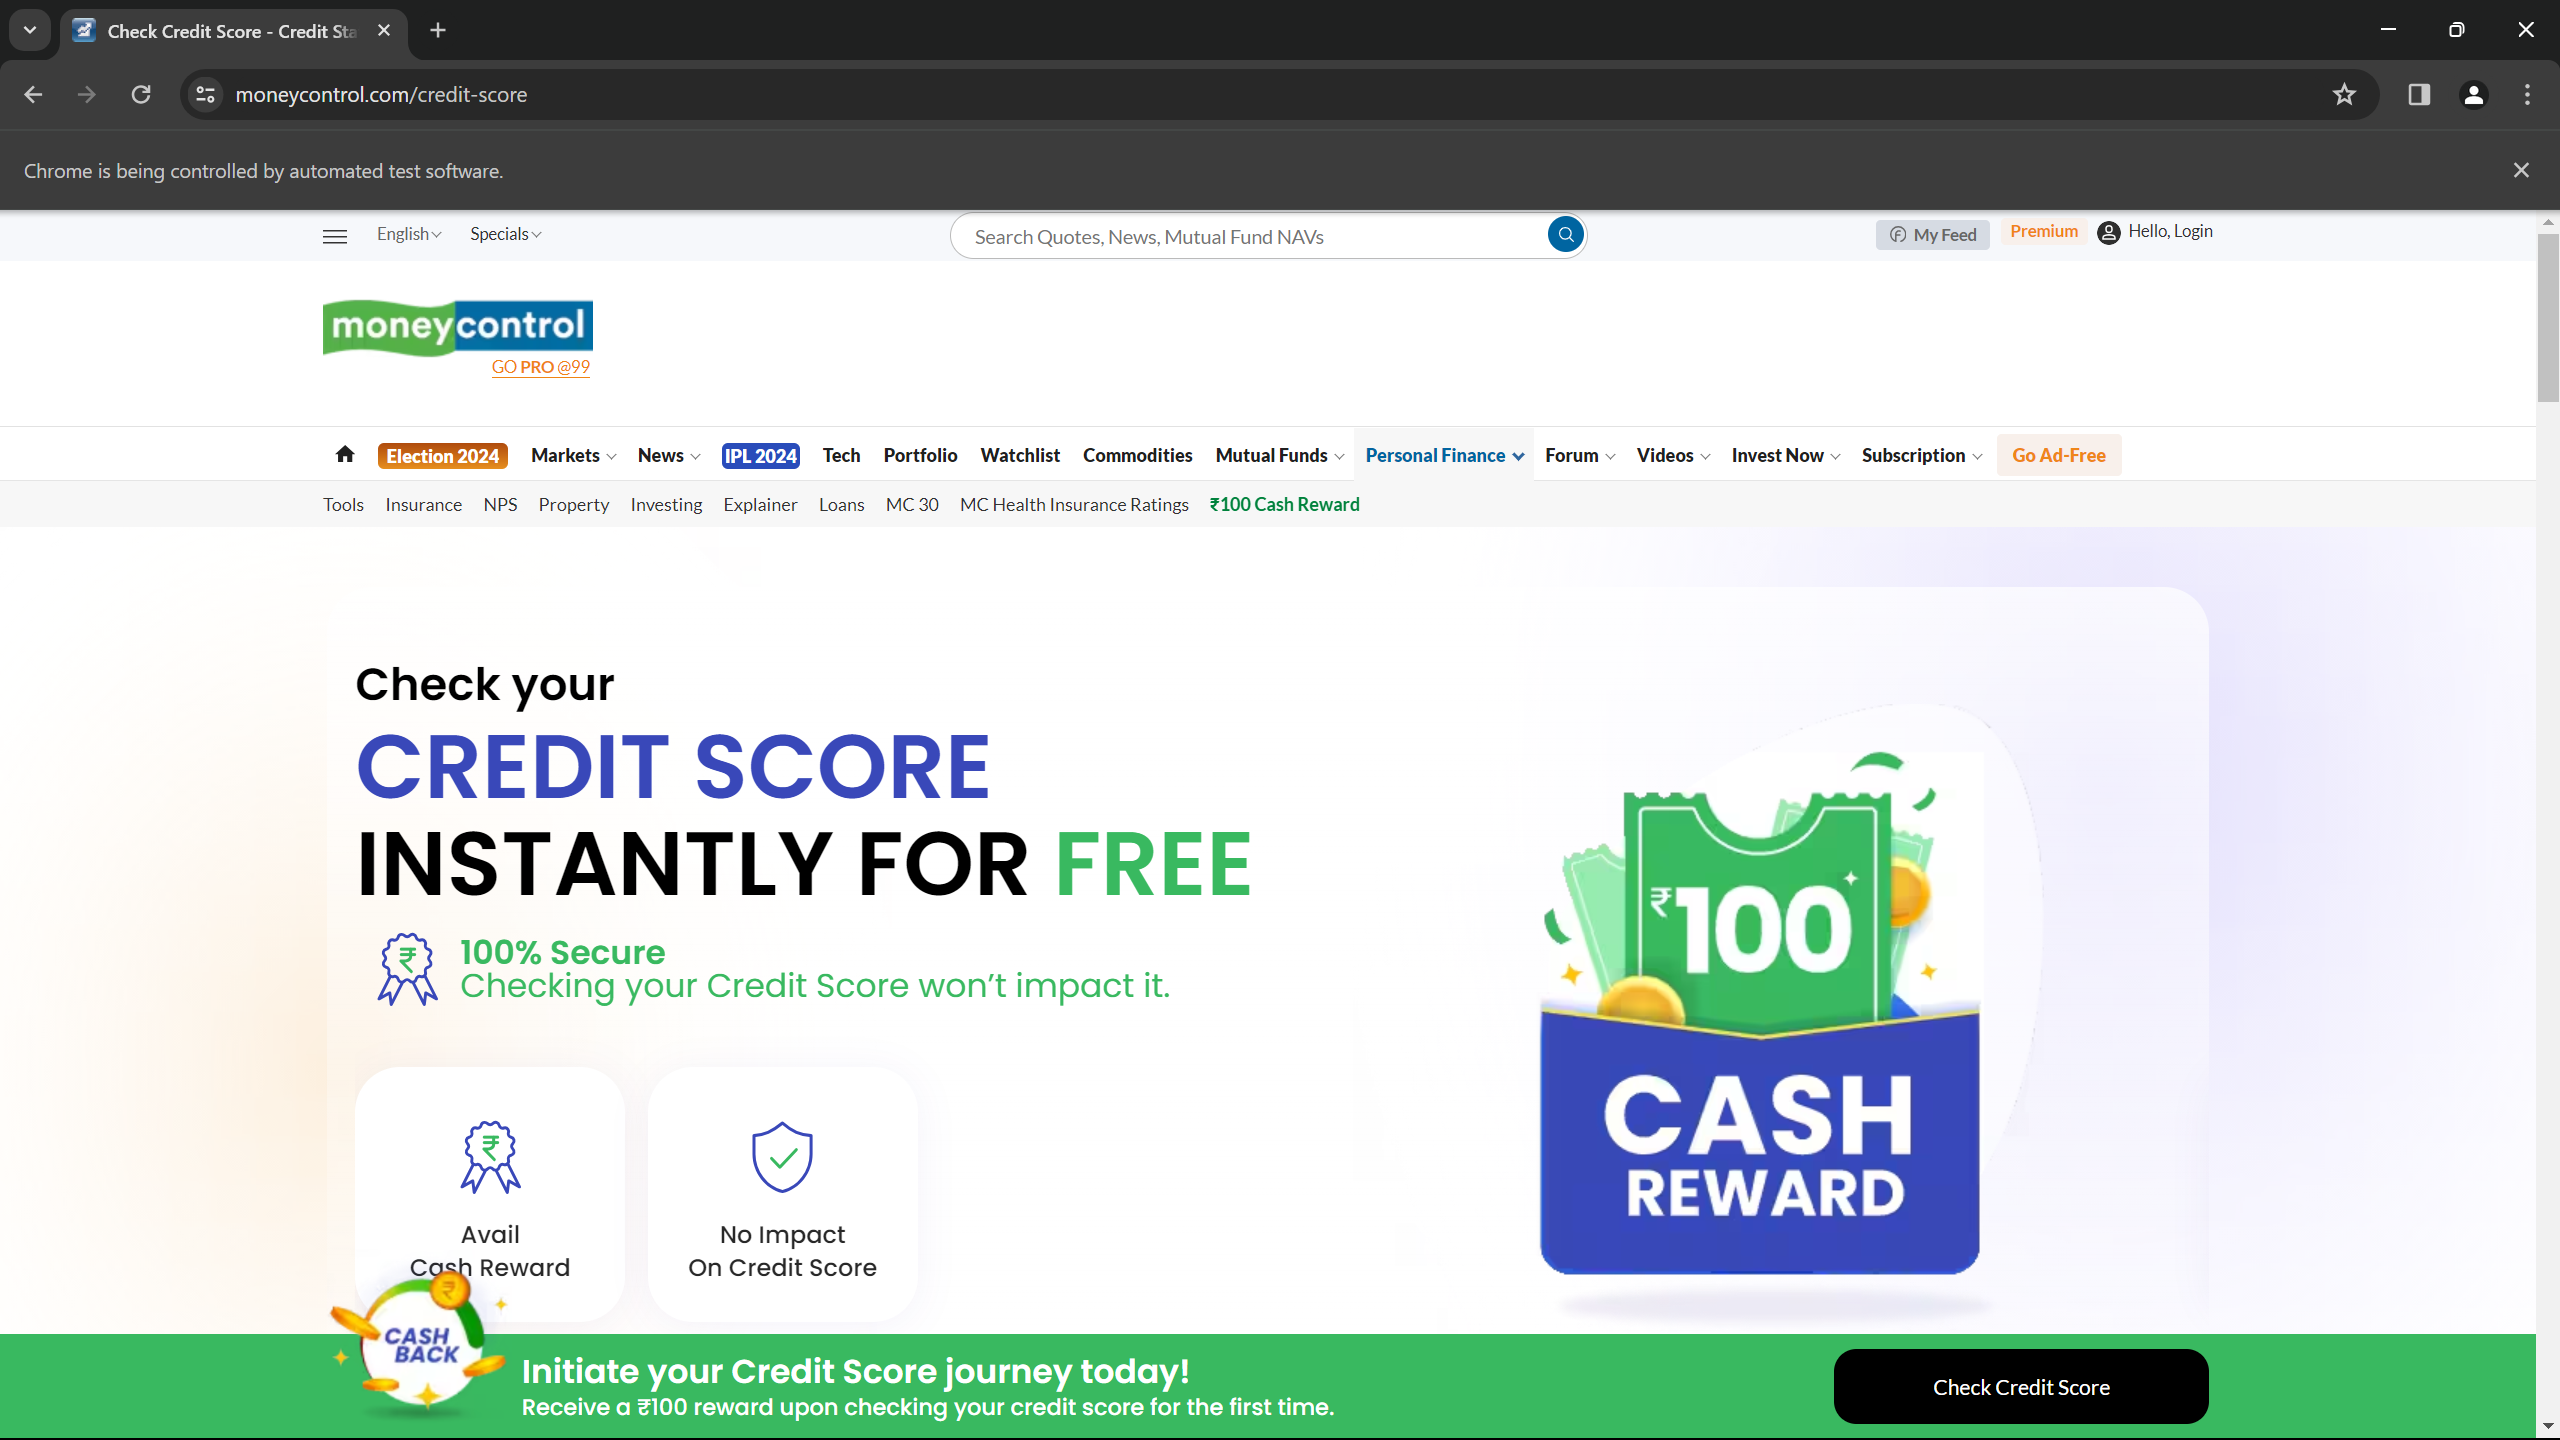 Check Credit Score - Credit Sta
moneycontrol.com/credit-score
Chrome is being controlled by automated test software.
English Specials Search Quotes, News, Mutual Fund NAVs My Feed Premium Hello, Login
moneycontrol
GO PRO @99
Election 2024 Markets News IPL 2024 Tech Portfolio Watchlist Commodities Mutual Funds Personal Finance Forum Videos Invest Now Subscription Go Ad-Free
Tools Insurance NPS Property Investing Explainer Loans MC 30 MC Health Insurance Ratings ₹100 Cash Reward
Check your
CREDIT SCORE
INSTANTLY FOR FREE
100% Secure
Checking your Credit Score won't impact it.
₹100
CASH
REWARD
Avail
Cash Reward
No Impact
On Credit Score
CASH
BACK
Initiate your Credit Score journey today!
Receive a ₹100 reward upon checking your credit score for the first time.
Check Credit Score